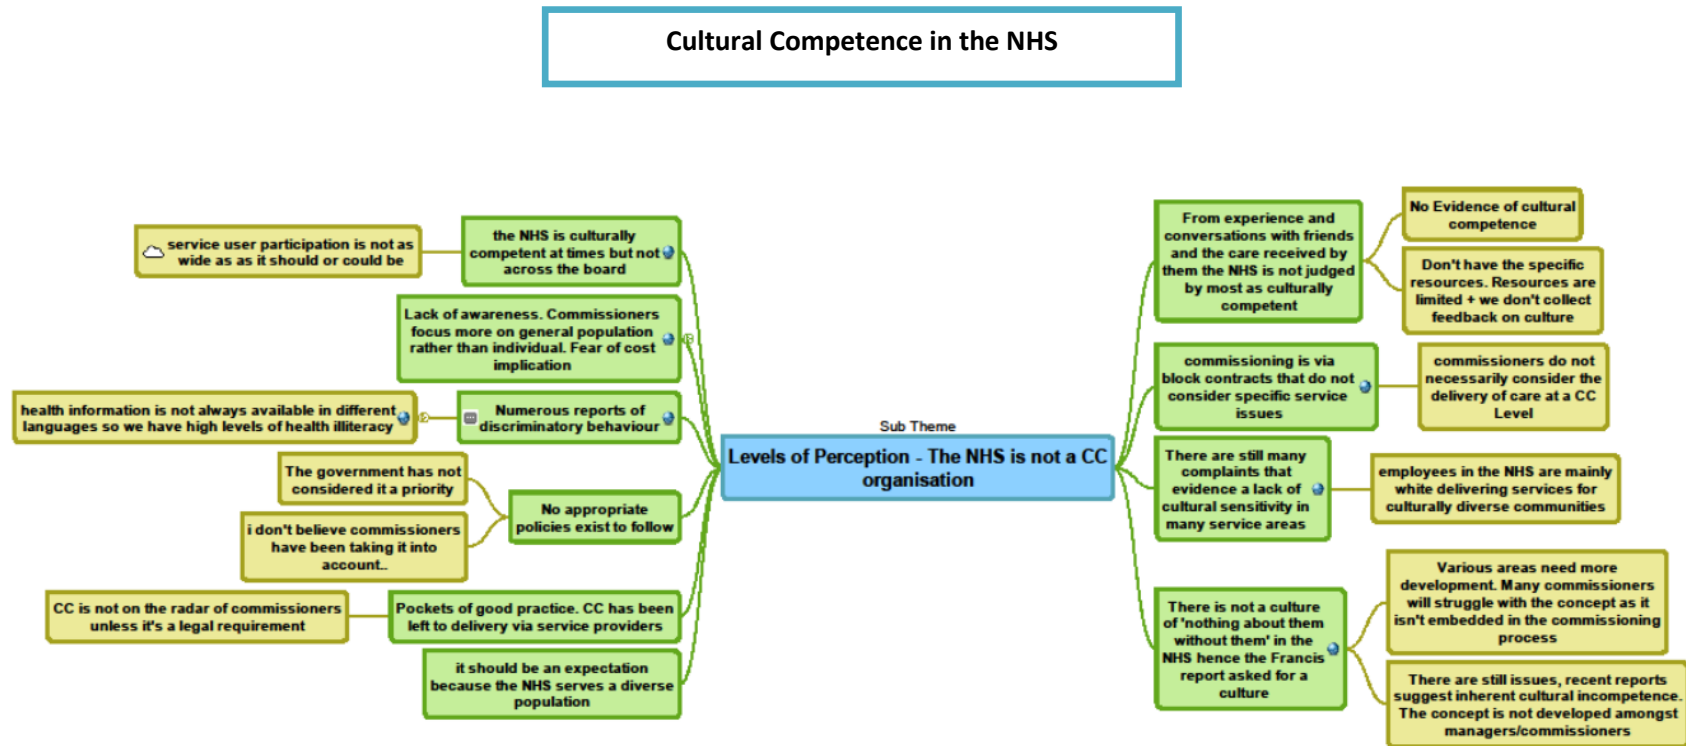 Cultural Competence in the NHS
service user participation is not as
wide as as it should or could be
the NHS is culturally
competent at times but not
across the board
Lack of awareness. Commissioners
focus more on general population
rather than individual. Fear of cost
implication
health information is not always available in different
languages so we have high levels of health illiteracy
Numerous reports of
discriminatory behaviour
The government has not
considered it a priority
i don't believe commissioners
have been taking it into
account..
No appropriate
policies exist to follow
CC is not on the radar of commissioners
unless it's a legal requirement
Pockets of good practice. CC has been
left to delivery via service providers
it should be an expectation
because the NHS serves a diverse
population
Sub Theme
Levels of Perception - The NHS is not a CC
organisation
From experience and
conversations with friends
and the care received by
them the NHS is not judged
by most as culturally
competent
No Evidence of cultural
competence
Don't have the specific
resources. Resources are
limited + we don't collect
feedback on culture
commissioning is via
block contracts that do not
consider specific service
issues
commissioners do not
necessarily consider the
delivery of care at a CC
Level
There are still many
complaints that
evidence a lack of
cultural sensitivity in
many service areas
employees in the NHS are mainly
white delivering services for
culturally diverse communities
There is not a culture
of 'nothing about them
without them' in the
NHS hence the Francis
report asked for a
culture
Various areas need more
development. Many commissioners
will struggle with the concept as it
isn't embedded in the commissioning
process
There are still issues, recent reports
suggest inherent cultural incompetence.
The concept is not developed amongst
managers/commissioners